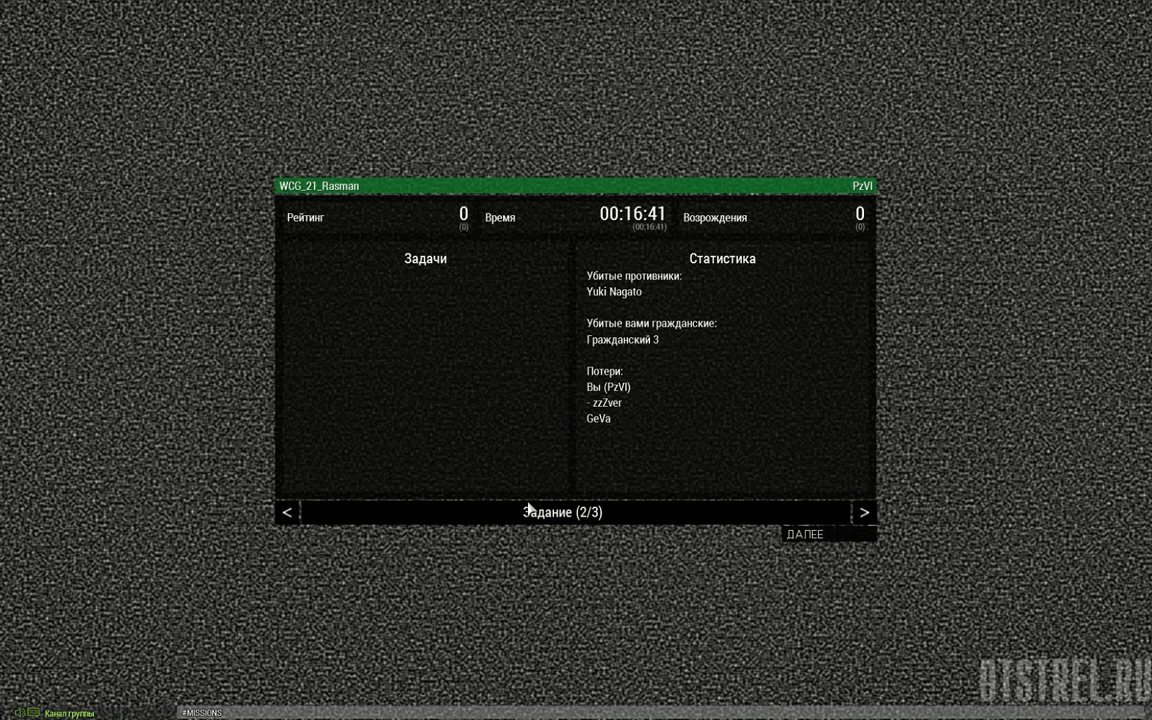 WCG_21_Rasman PzVI
Рейтинг 0 Время 00:16:41 Возрождения 0
(0) (00:16:41) (0)
Задачи
Статистика
Убитые противники:
Yuki Nagato
Убитые вами гражданские:
Гражданский 3
Потери:
Вы (PzVI)
- zzZver
GeVa
< Задание (2/3) >
ДАЛЕЕ
OTSTREL.RU
Канал группы #MISSIONS